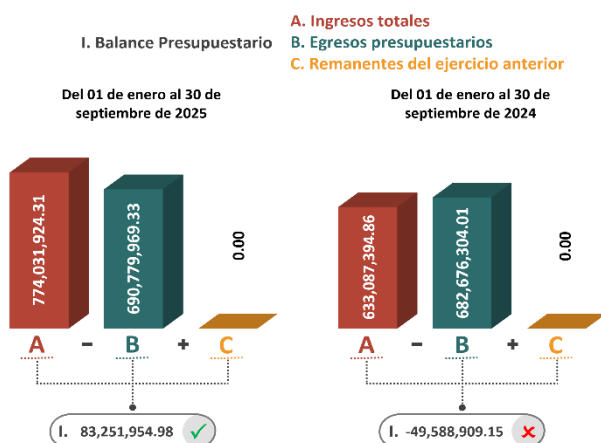 A. Ingresos totales
I. Balance Presupuestario
B. Egresos presupuestarios
C. Remanentes del ejercicio anterior
Del 01 de enero al 30 de
septiembre de 2025
774,031,924.31
690,779,969.33
0.00
A – B + C
I. 83,251,954.98
Del 01 de enero al 30 de
septiembre de 2024
633,087,394.86
682,676,304.01
0.00
A – B + C
I. -49,588,909.15